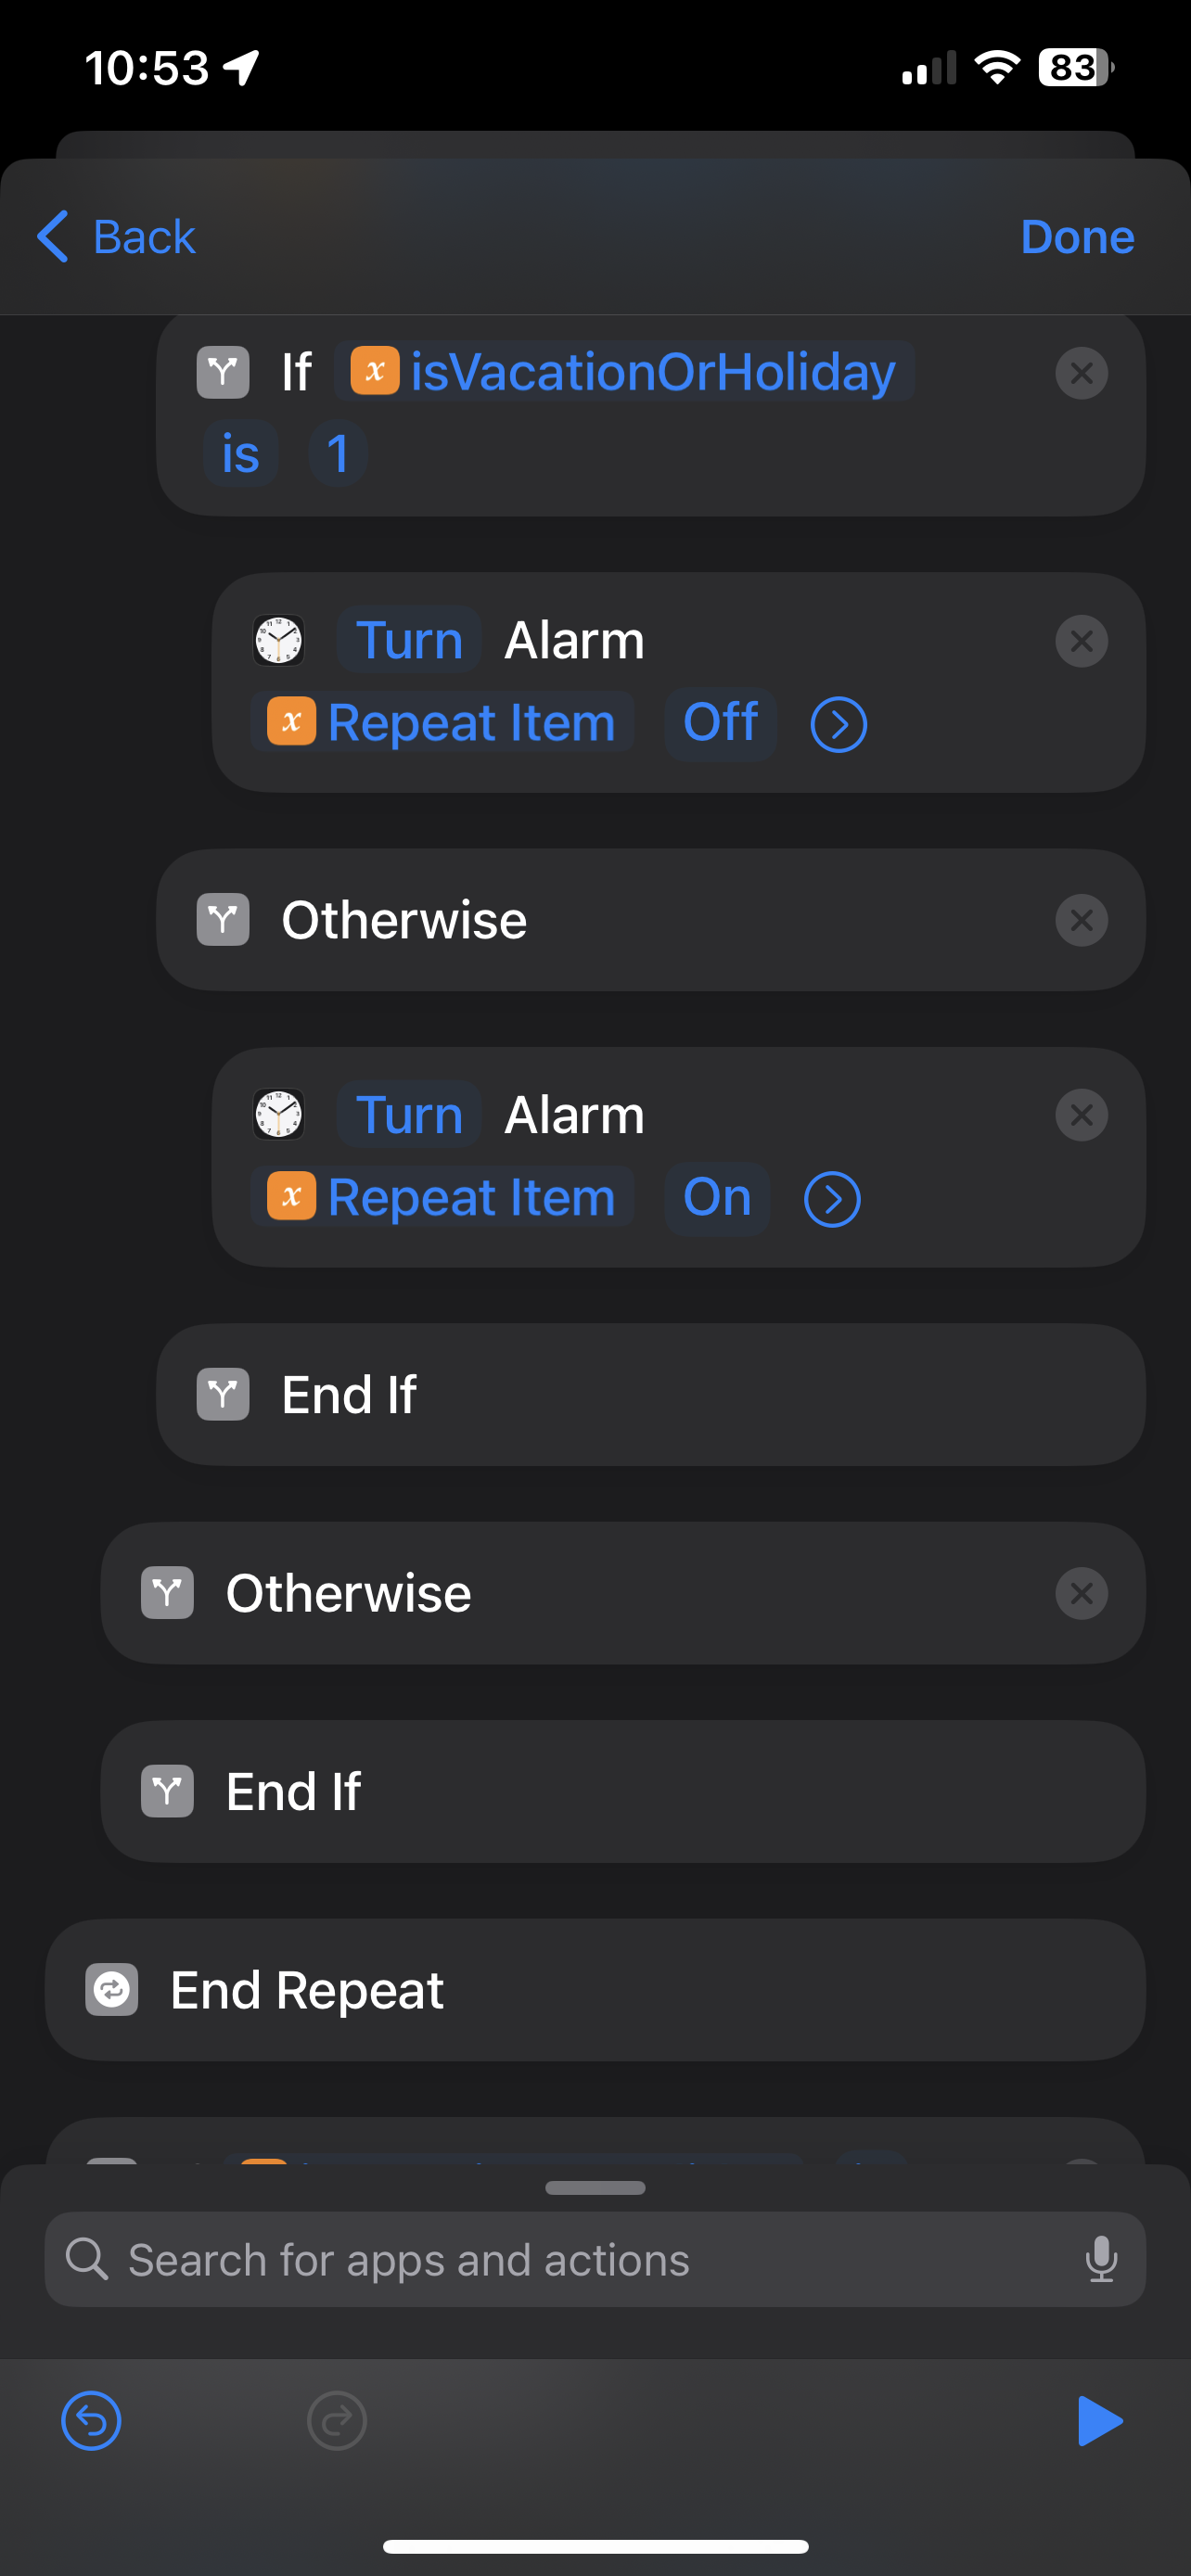 10:53
83
Back
Done
If isVacationOrHoliday
is 1
Turn Alarm
Repeat Item Off
Otherwise
Turn Alarm
Repeat Item On
End If
Otherwise
End If
End Repeat
Search for apps and actions